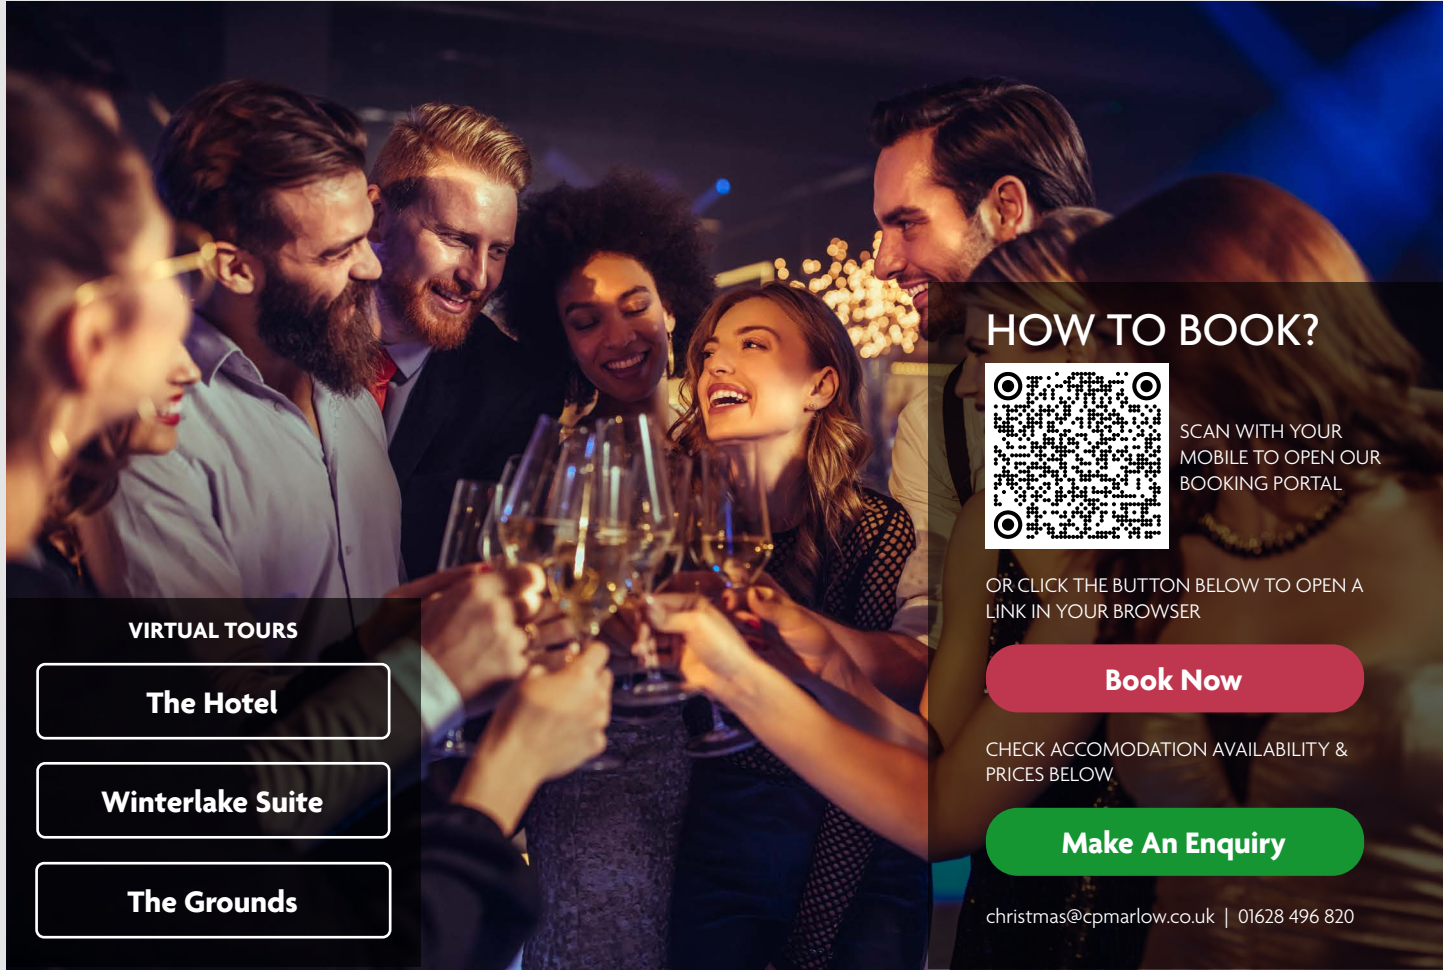 HOW TO BOOK?
SCAN WITH YOUR
MOBILE TO OPEN OUR
BOOKING PORTAL
OR CLICK THE BUTTON BELOW TO OPEN A
LINK IN YOUR BROWSER
Book Now
CHECK ACCOMODATION AVAILABILITY &
PRICES BELOW
Make An Enquiry
christmas@cpmarlow.co.uk | 01628 496 820
VIRTUAL TOURS
The Hotel
Winterlake Suite
The Grounds